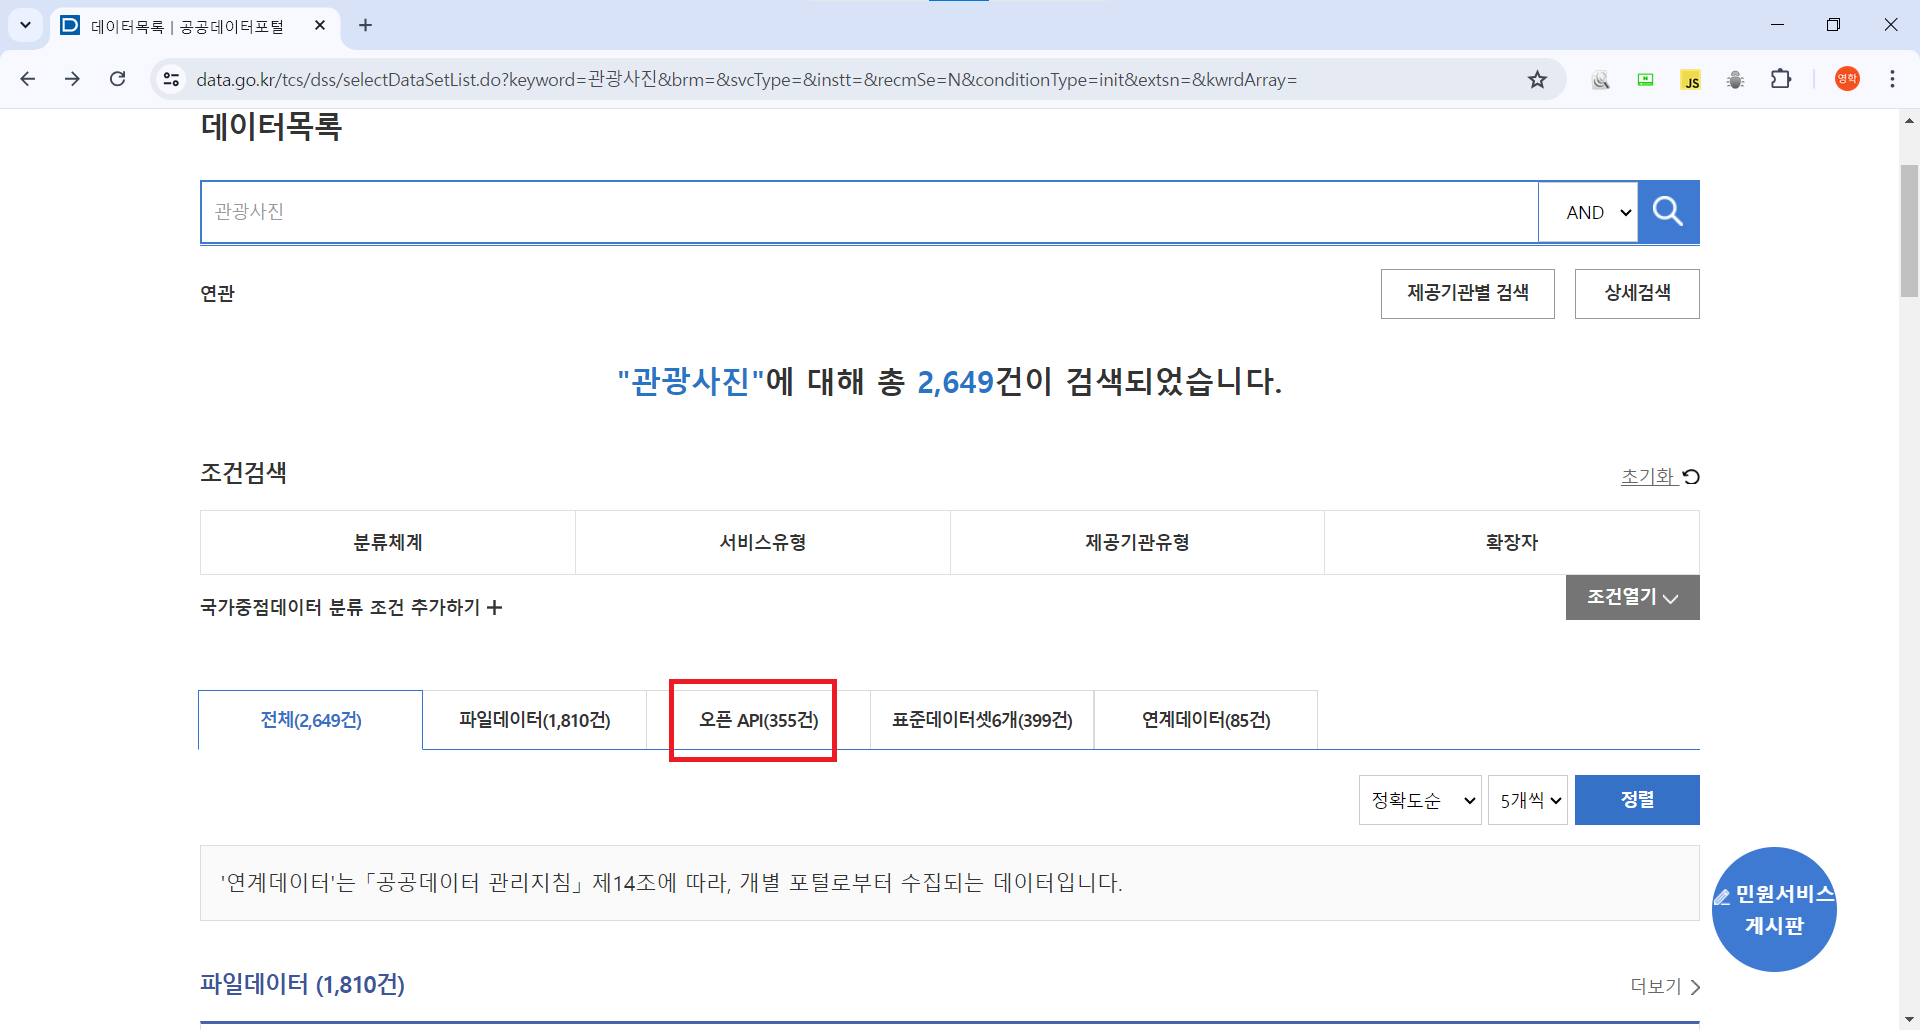 데이터목록 | 공공데이터포털
data.go.kr/tcs/dss/selectDataSetList.do?keyword=관광사진&brm=&svcType=&instt=&recmSe=N&conditionType=init&extsn=&kwrdArray=
JS
영학
데이터목록
관광사진
AND
연관
제공기관별 검색
상세검색
"관광사진"에 대해 총 2,649건이 검색되었습니다.
조건검색
초기화
분류체계
서비스유형
제공기관유형
확장자
국가중점데이터 분류 조건 추가하기
조건열기
전체(2,649건)
파일데이터(1,810건)
오픈 API(355건)
표준데이터셋6개(399건)
연계데이터(85건)
정확도순
5개씩
정렬
'연계데이터'는 「공공데이터 관리지침」 제14조에 따라, 개별 포털로부터 수집되는 데이터입니다.
민원서비스
게시판
파일데이터 (1,810건)
더보기